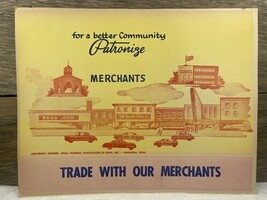 for a better Community
Patronize
MERCHANTS
TRADE WITH OUR MERCHANTS